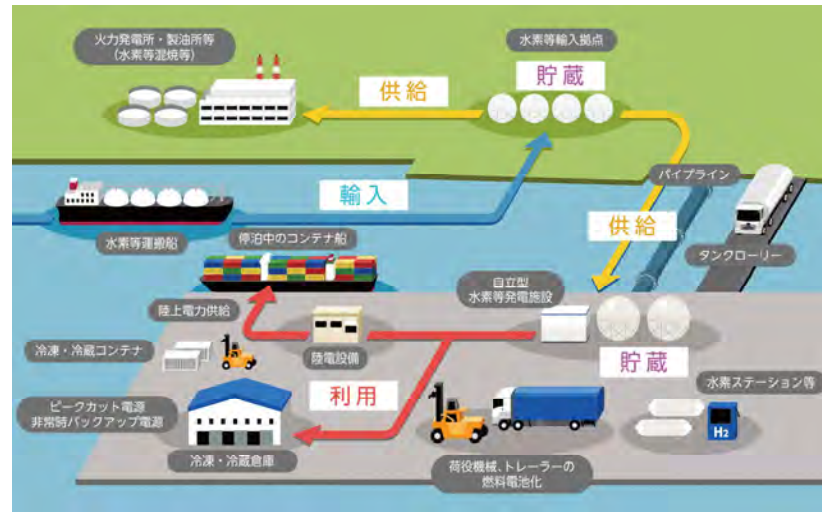 火力発電所・製油所等
(水素等混焼等)
水素等輸入拠点
貯蔵
供給
パイプライン
輸入
供給
水素等運搬船
停泊中のコンテナ船
タンクローリー
自立型
水素等発電施設
陸上電力供給
冷凍・冷蔵コンテナ
陸電設備
貯蔵
水素ステーション等
ピークカット電源
非常時バックアップ電源
利用
H2
冷凍・冷蔵倉庫
荷役機械、トレーラーの
燃料電池化